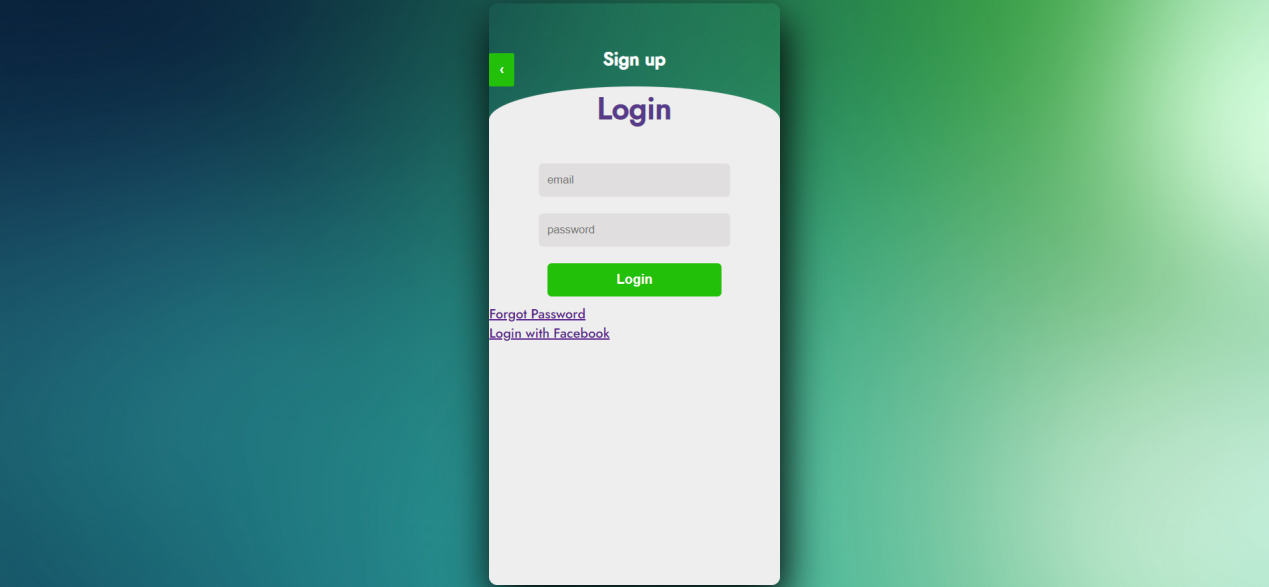 Sign up
‹
Login
email
password
Login
Forgot Password
Login with Facebook